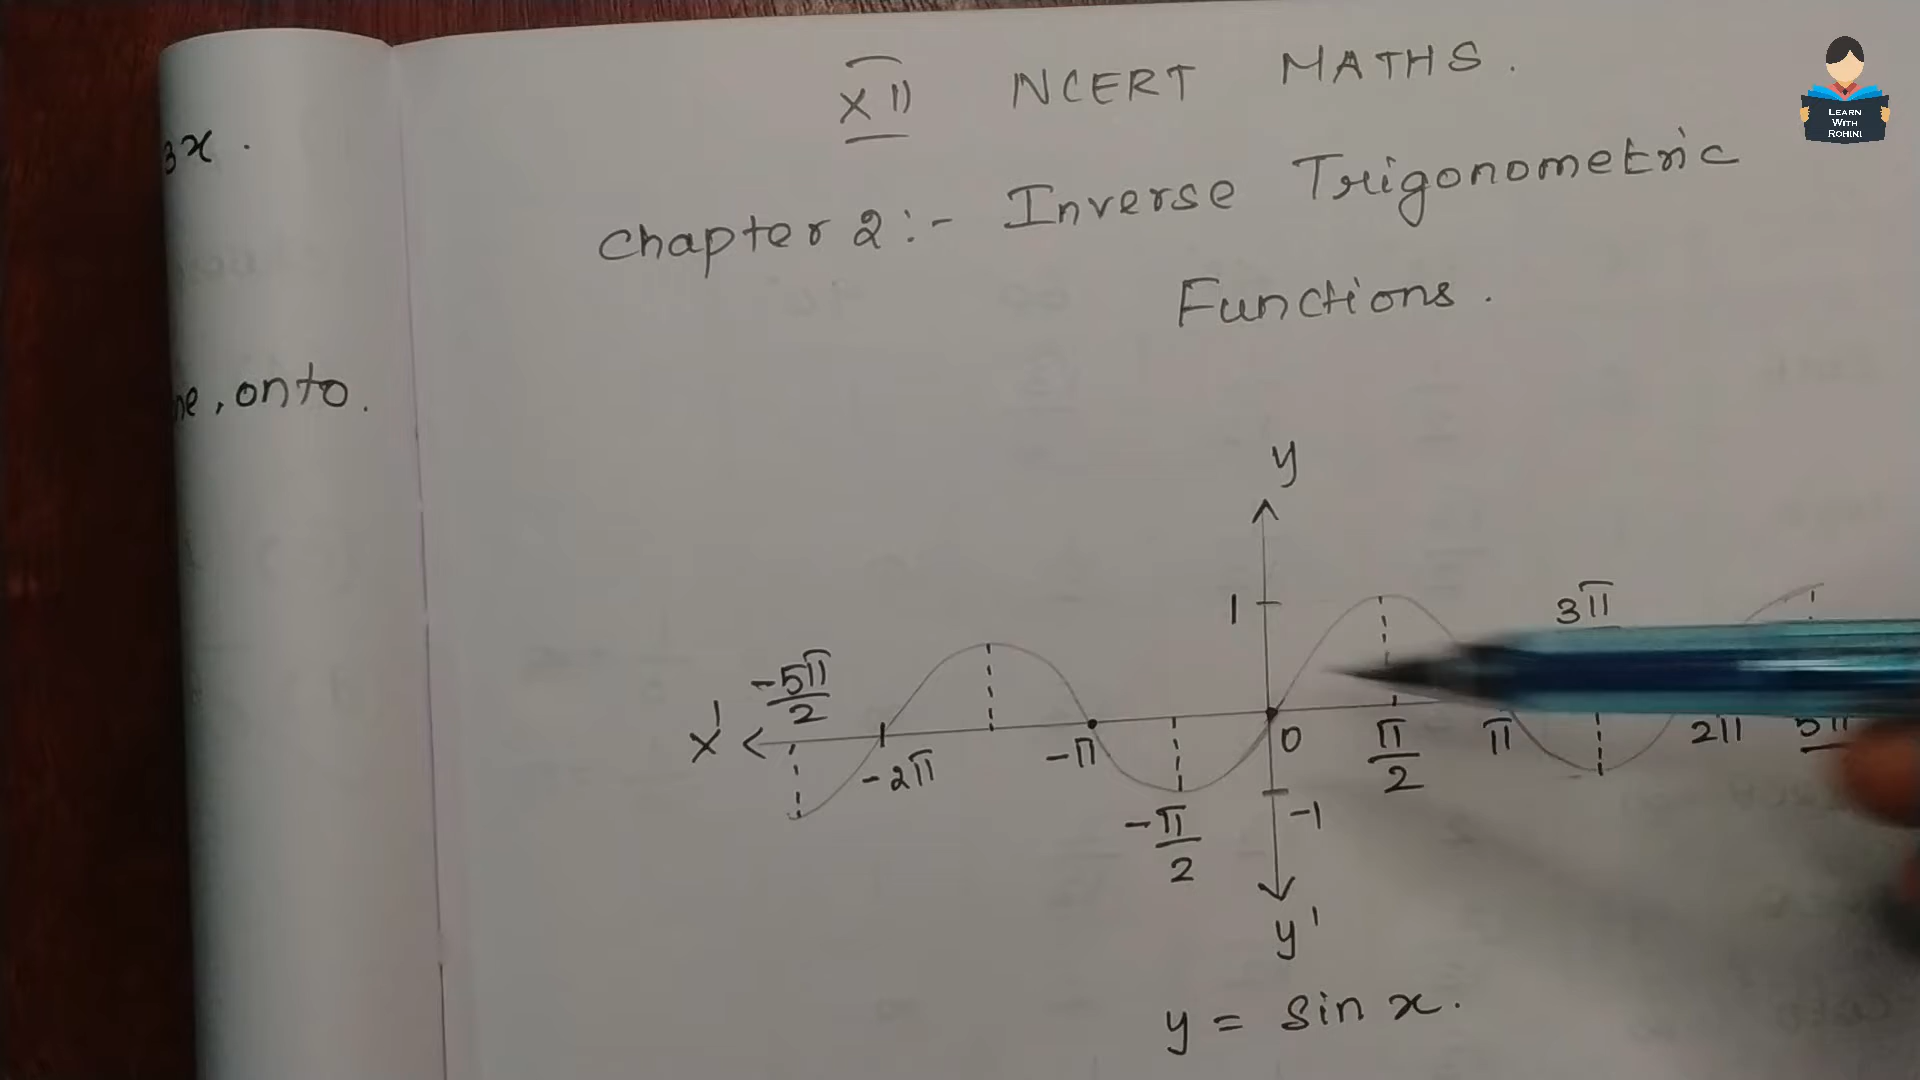 XII NCERT MATHS.
Chapter 2:- Inverse Trigonometric
Functions.
3x.
, onto.
y
1
3π
-5π/2
x'
-2π
-π
0
π/2
π
2π
5π
-π/2
-1
y'
y = sin x.
LEARN
WITH
ROHINI